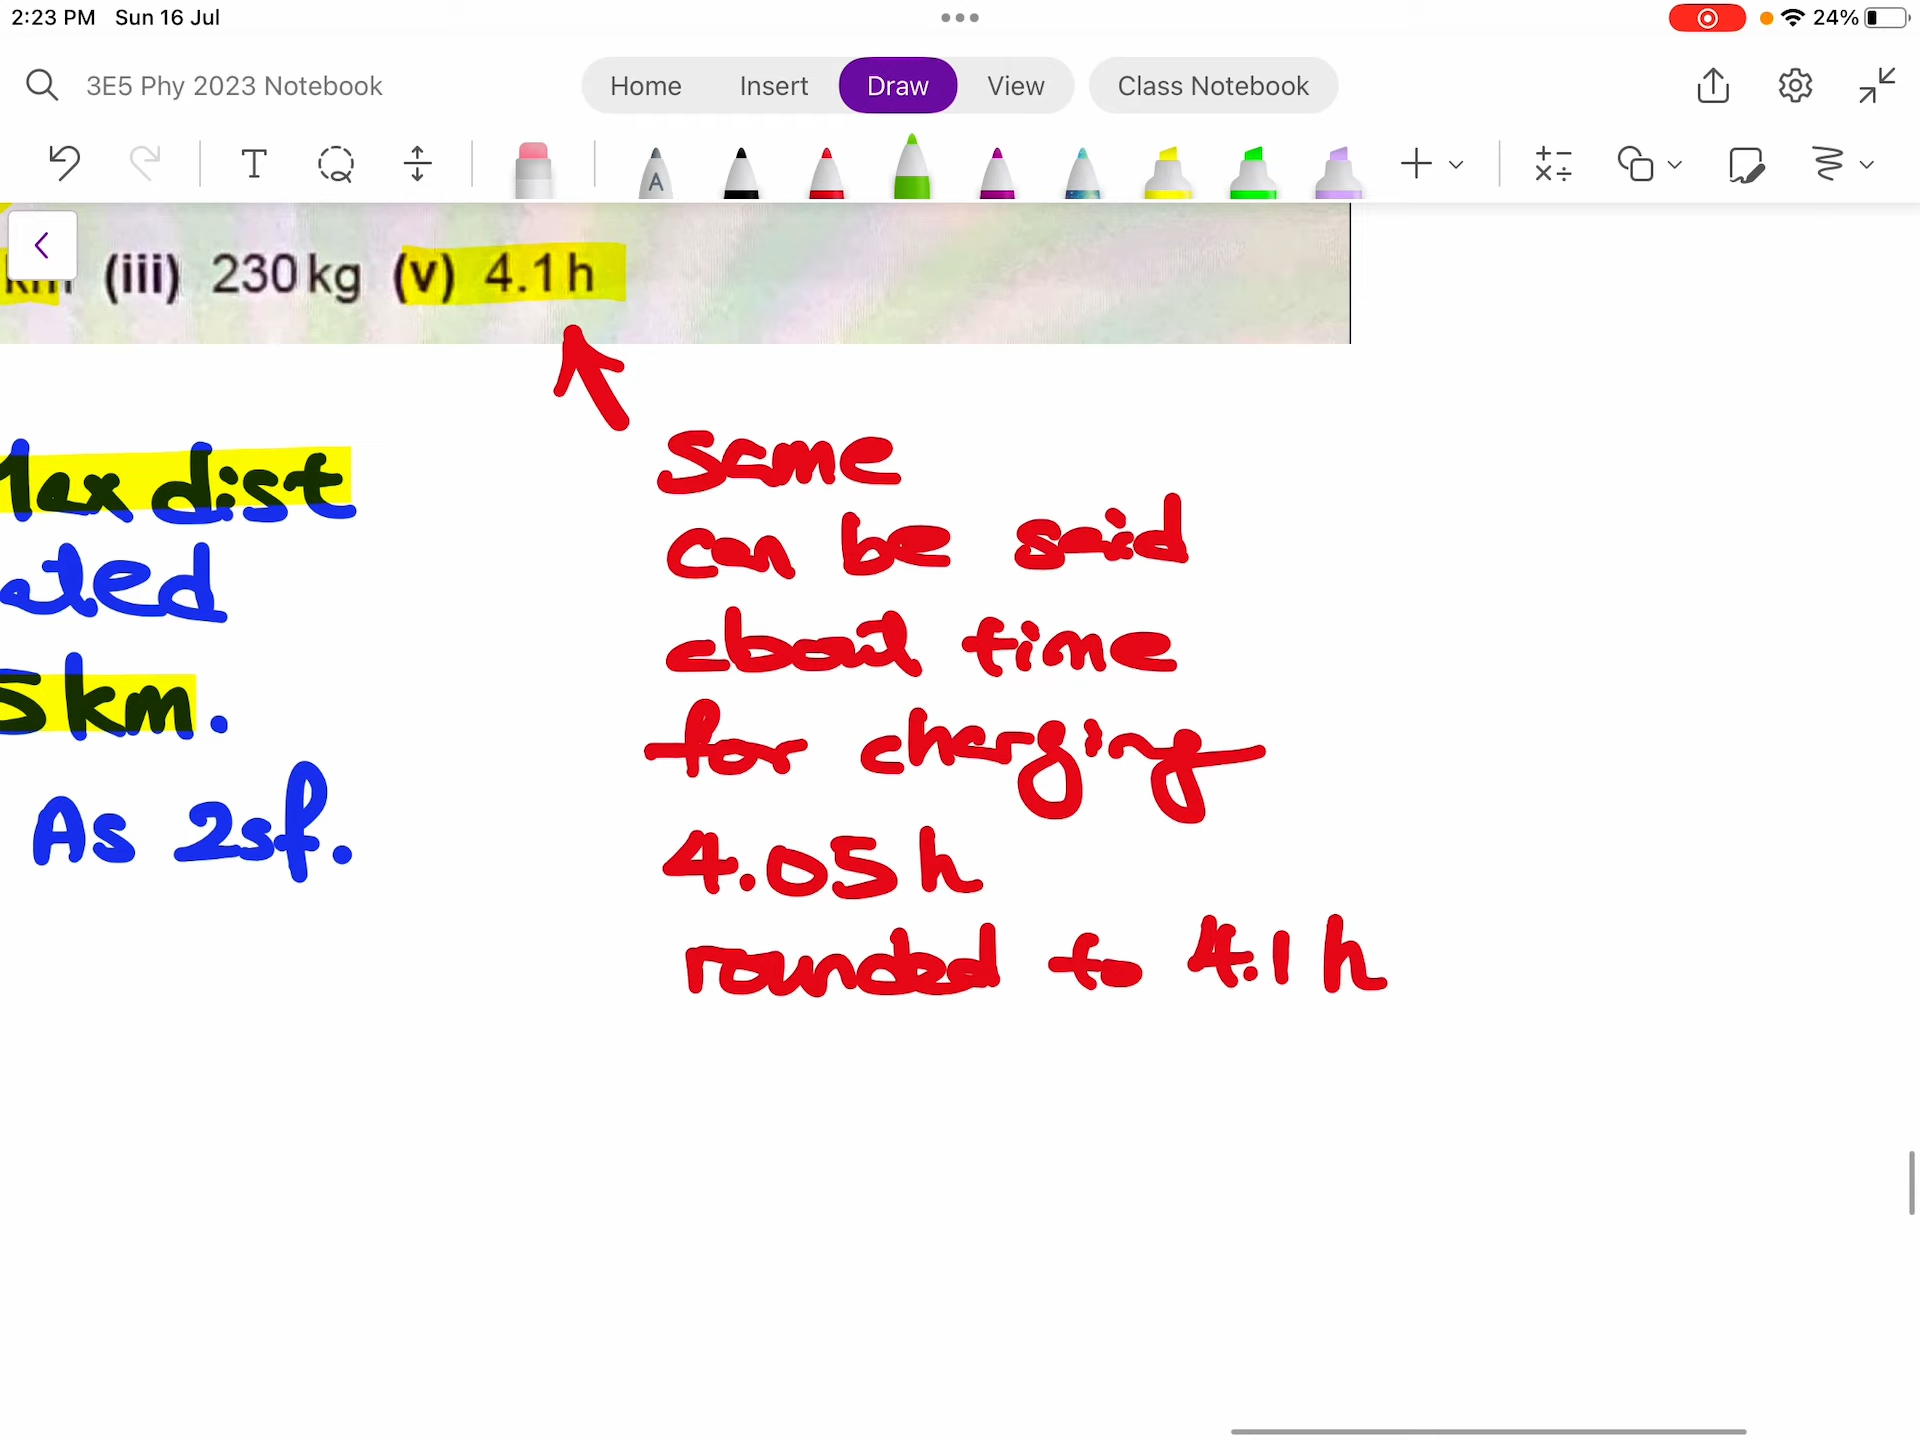 2:23 PM Sun 16 Jul
24%
3E5 Phy 2023 Notebook
Home Insert Draw View Class Notebook
T
A
km (iii) 230 kg (v) 4.1 h
dist
5 km.
As 2sf.
Same
can be said
about time
for charging
4.05 h
rounded to 4.1 h